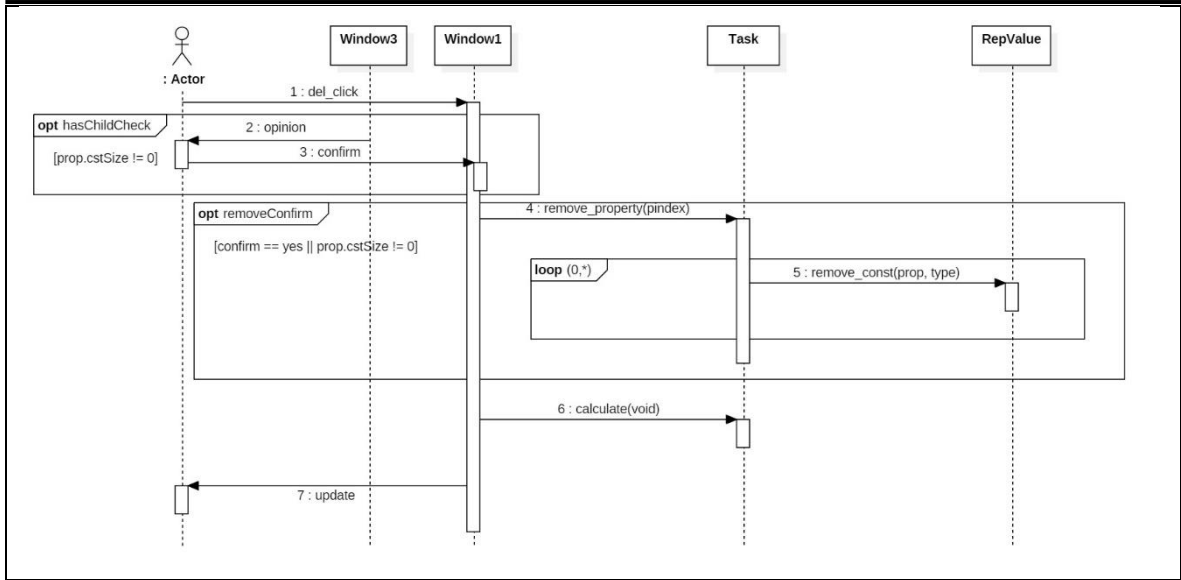 Window3
Window1
Task
RepValue
: Actor
1 : del_click
opt hasChildCheck
2 : opinion
[prop.cstSize != 0]
3 : confirm
opt removeConfirm
4 : remove_property(pindex)
[confirm == yes || prop.cstSize != 0]
loop (0,*)
5 : remove_const(prop, type)
6 : calculate(void)
7 : update